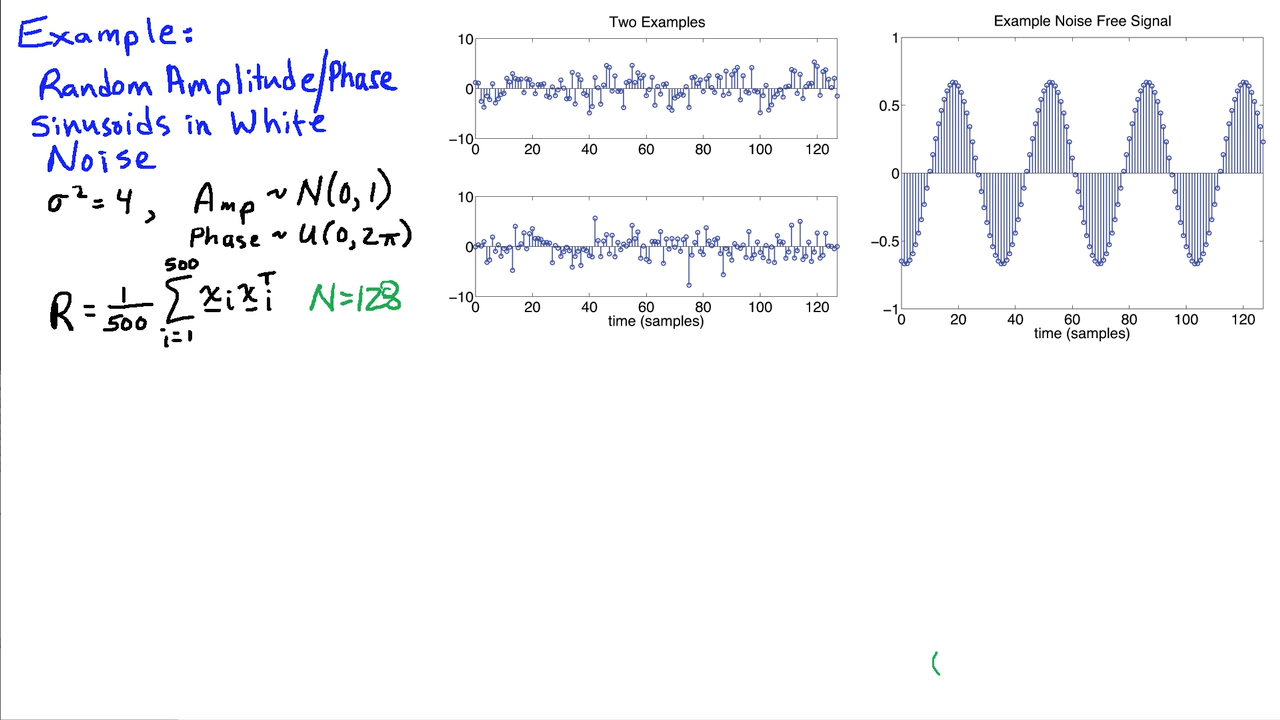 Example:
Random Amplitude/Phase
Sinusoids in White
Noise
σ² = 4, Amp ~ N(0,1)
Phase ~ U(0,2π)
R = 1/500 500 Σ i=1 x_i x_i^T N=128
Two Examples
10
0
-10
0 20 40 60 80 100 120
10
0
-10
0 20 40 60 80 100 120
time (samples)
Example Noise Free Signal
1
0.5
0
-0.5
-1
0 20 40 60 80 100 120
time (samples)
(